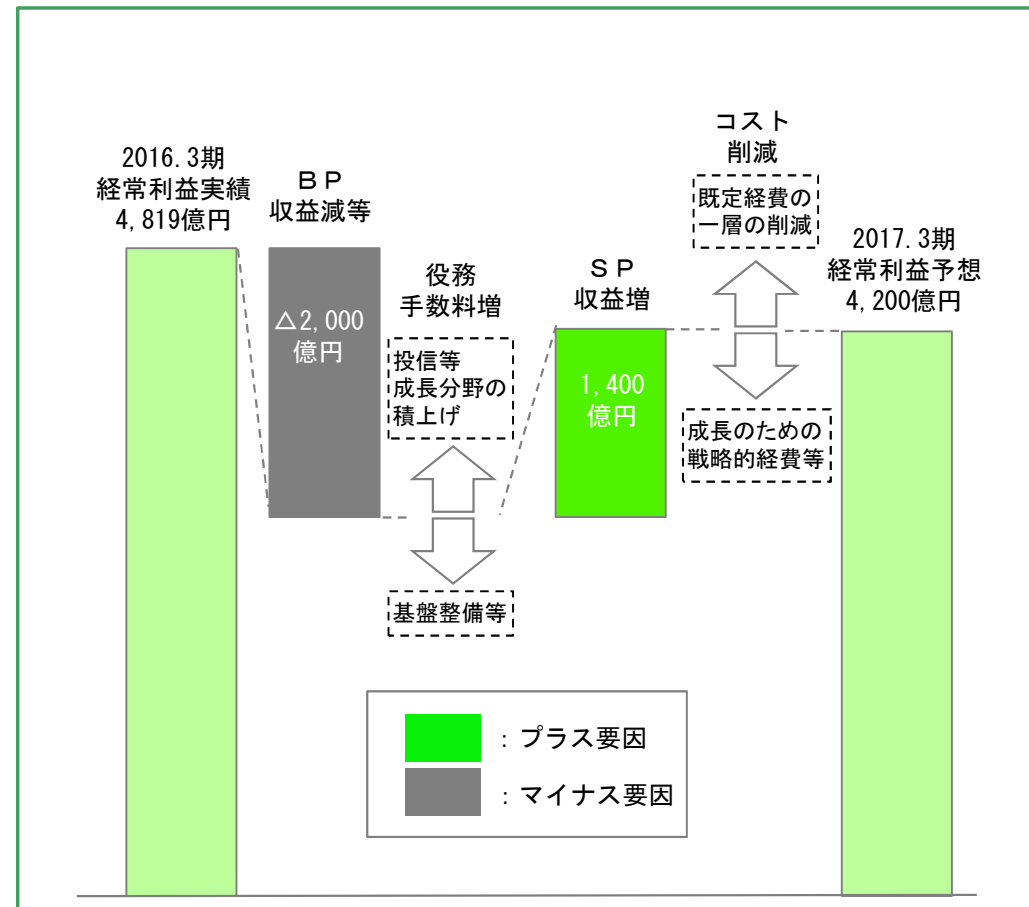 2016.3期
経常利益実績
4,819億円
ＢＰ
収益減等
△2,000
億円
役務
手数料増
投信等
成長分野の
積上げ
基盤整備等
ＳＰ
収益増
1,400
億円
コスト
削減
既定経費の
一層の削減
成長のための
戦略的経費等
2017.3期
経常利益予想
4,200億円
：プラス要因
：マイナス要因